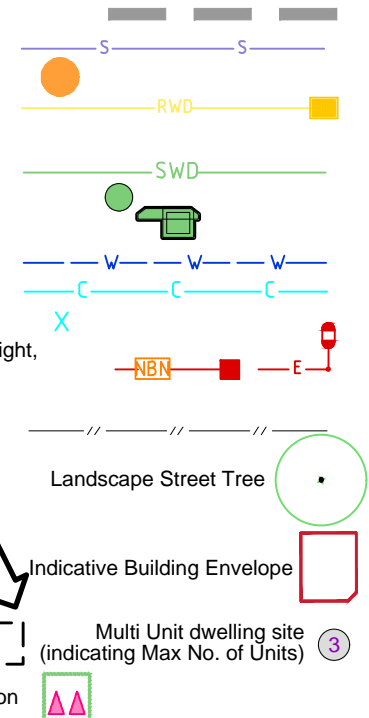 S S
RWD
SWD
W W W
C C C
X
ight,
NBN E
// // //
Landscape Street Tree
Indicative Building Envelope
Multi Unit dwelling site
(indicating Max No. of Units) 3
on